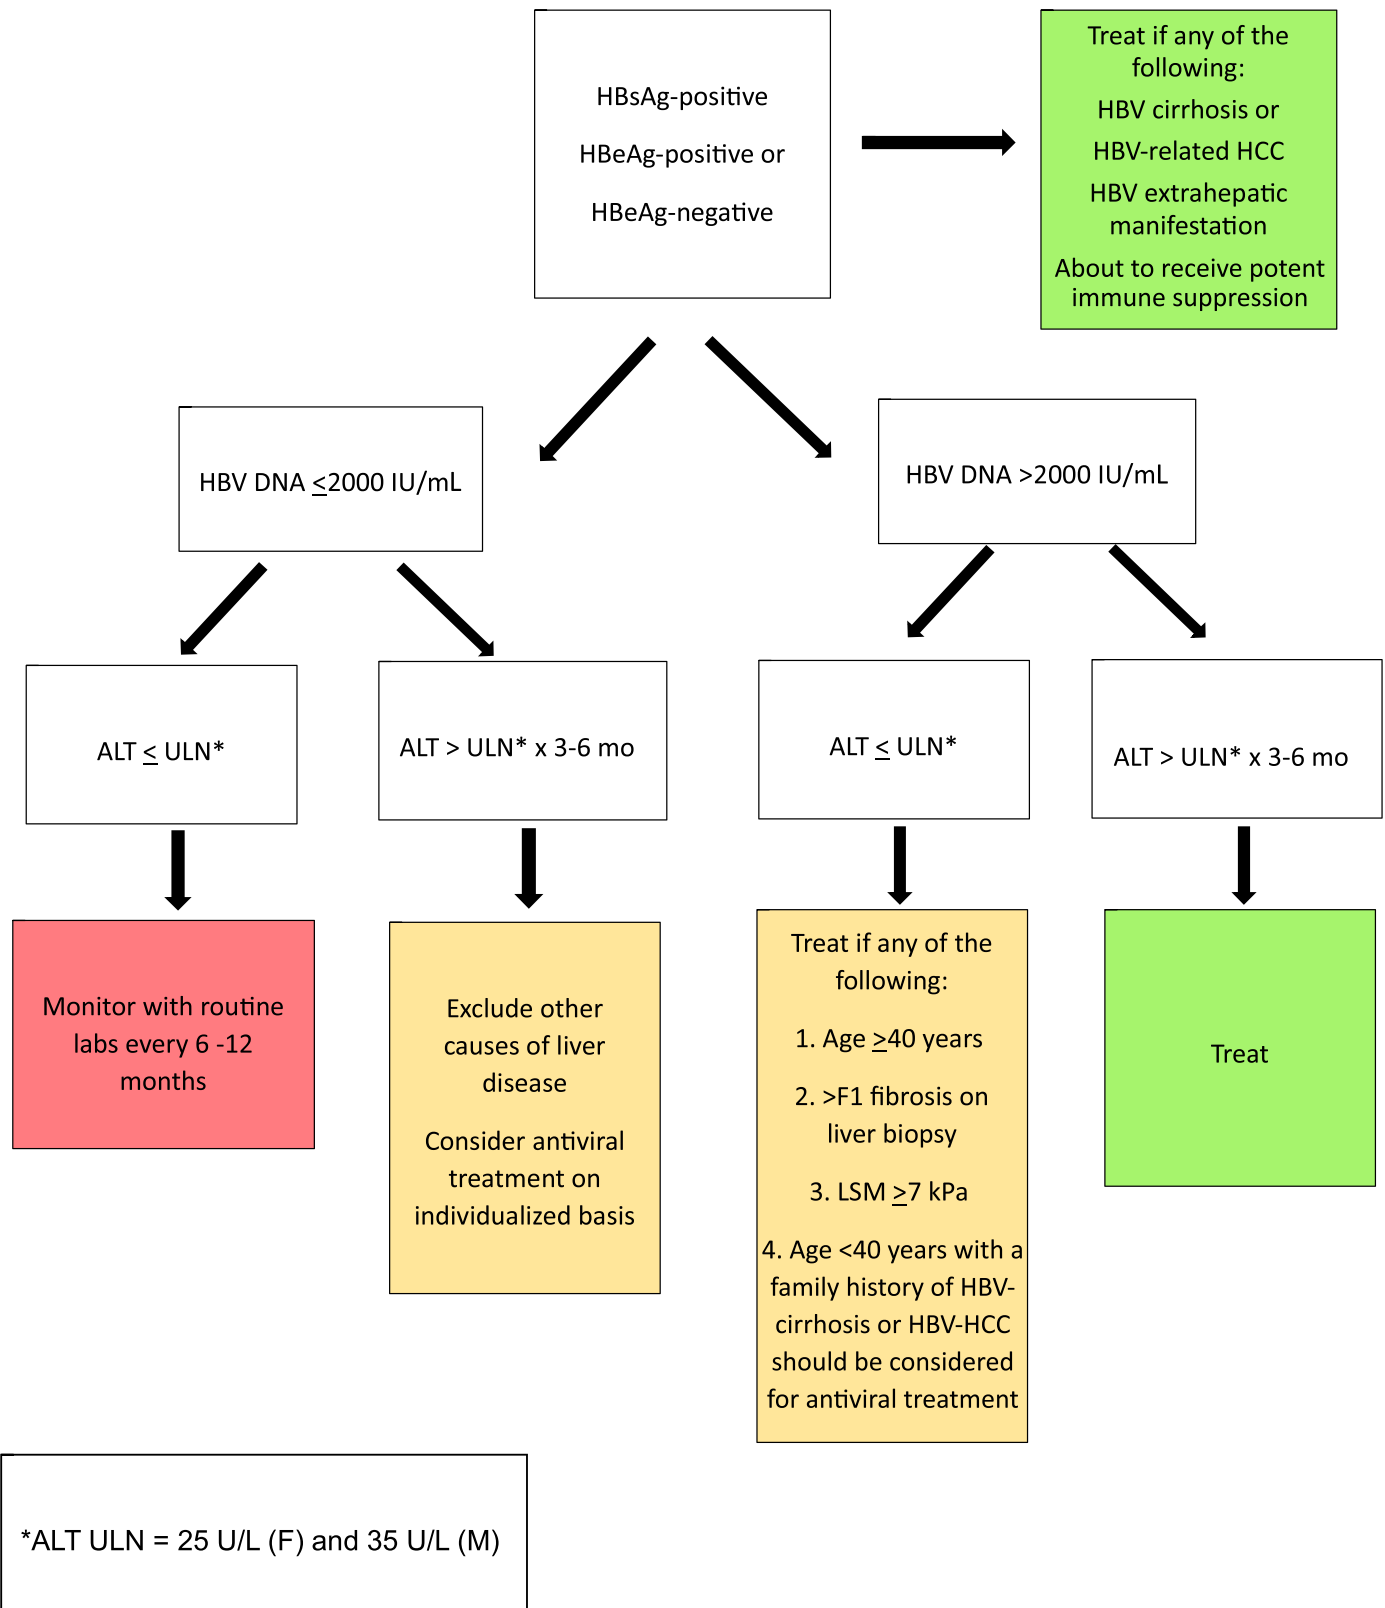 HBsAg-positive
HBeAg-positive or
HBeAg-negative
Treat if any of the
following:
HBV cirrhosis or
HBV-related HCC
HBV extrahepatic
manifestation
About to receive potent
immune suppression
HBV DNA ≤2000 IU/mL
HBV DNA >2000 IU/mL
ALT ≤ ULN*
ALT > ULN* x 3-6 mo
ALT ≤ ULN*
ALT > ULN* x 3-6 mo
Monitor with routine
labs every 6 -12
months
Exclude other
causes of liver
disease
Consider antiviral
treatment on
individualized basis
Treat if any of the
following:
1. Age ≥40 years
2. >F1 fibrosis on
liver biopsy
3. LSM ≥7 kPa
4. Age <40 years with a
family history of HBV-
cirrhosis or HBV-HCC
should be considered
for antiviral treatment
Treat
*ALT ULN = 25 U/L (F) and 35 U/L (M)